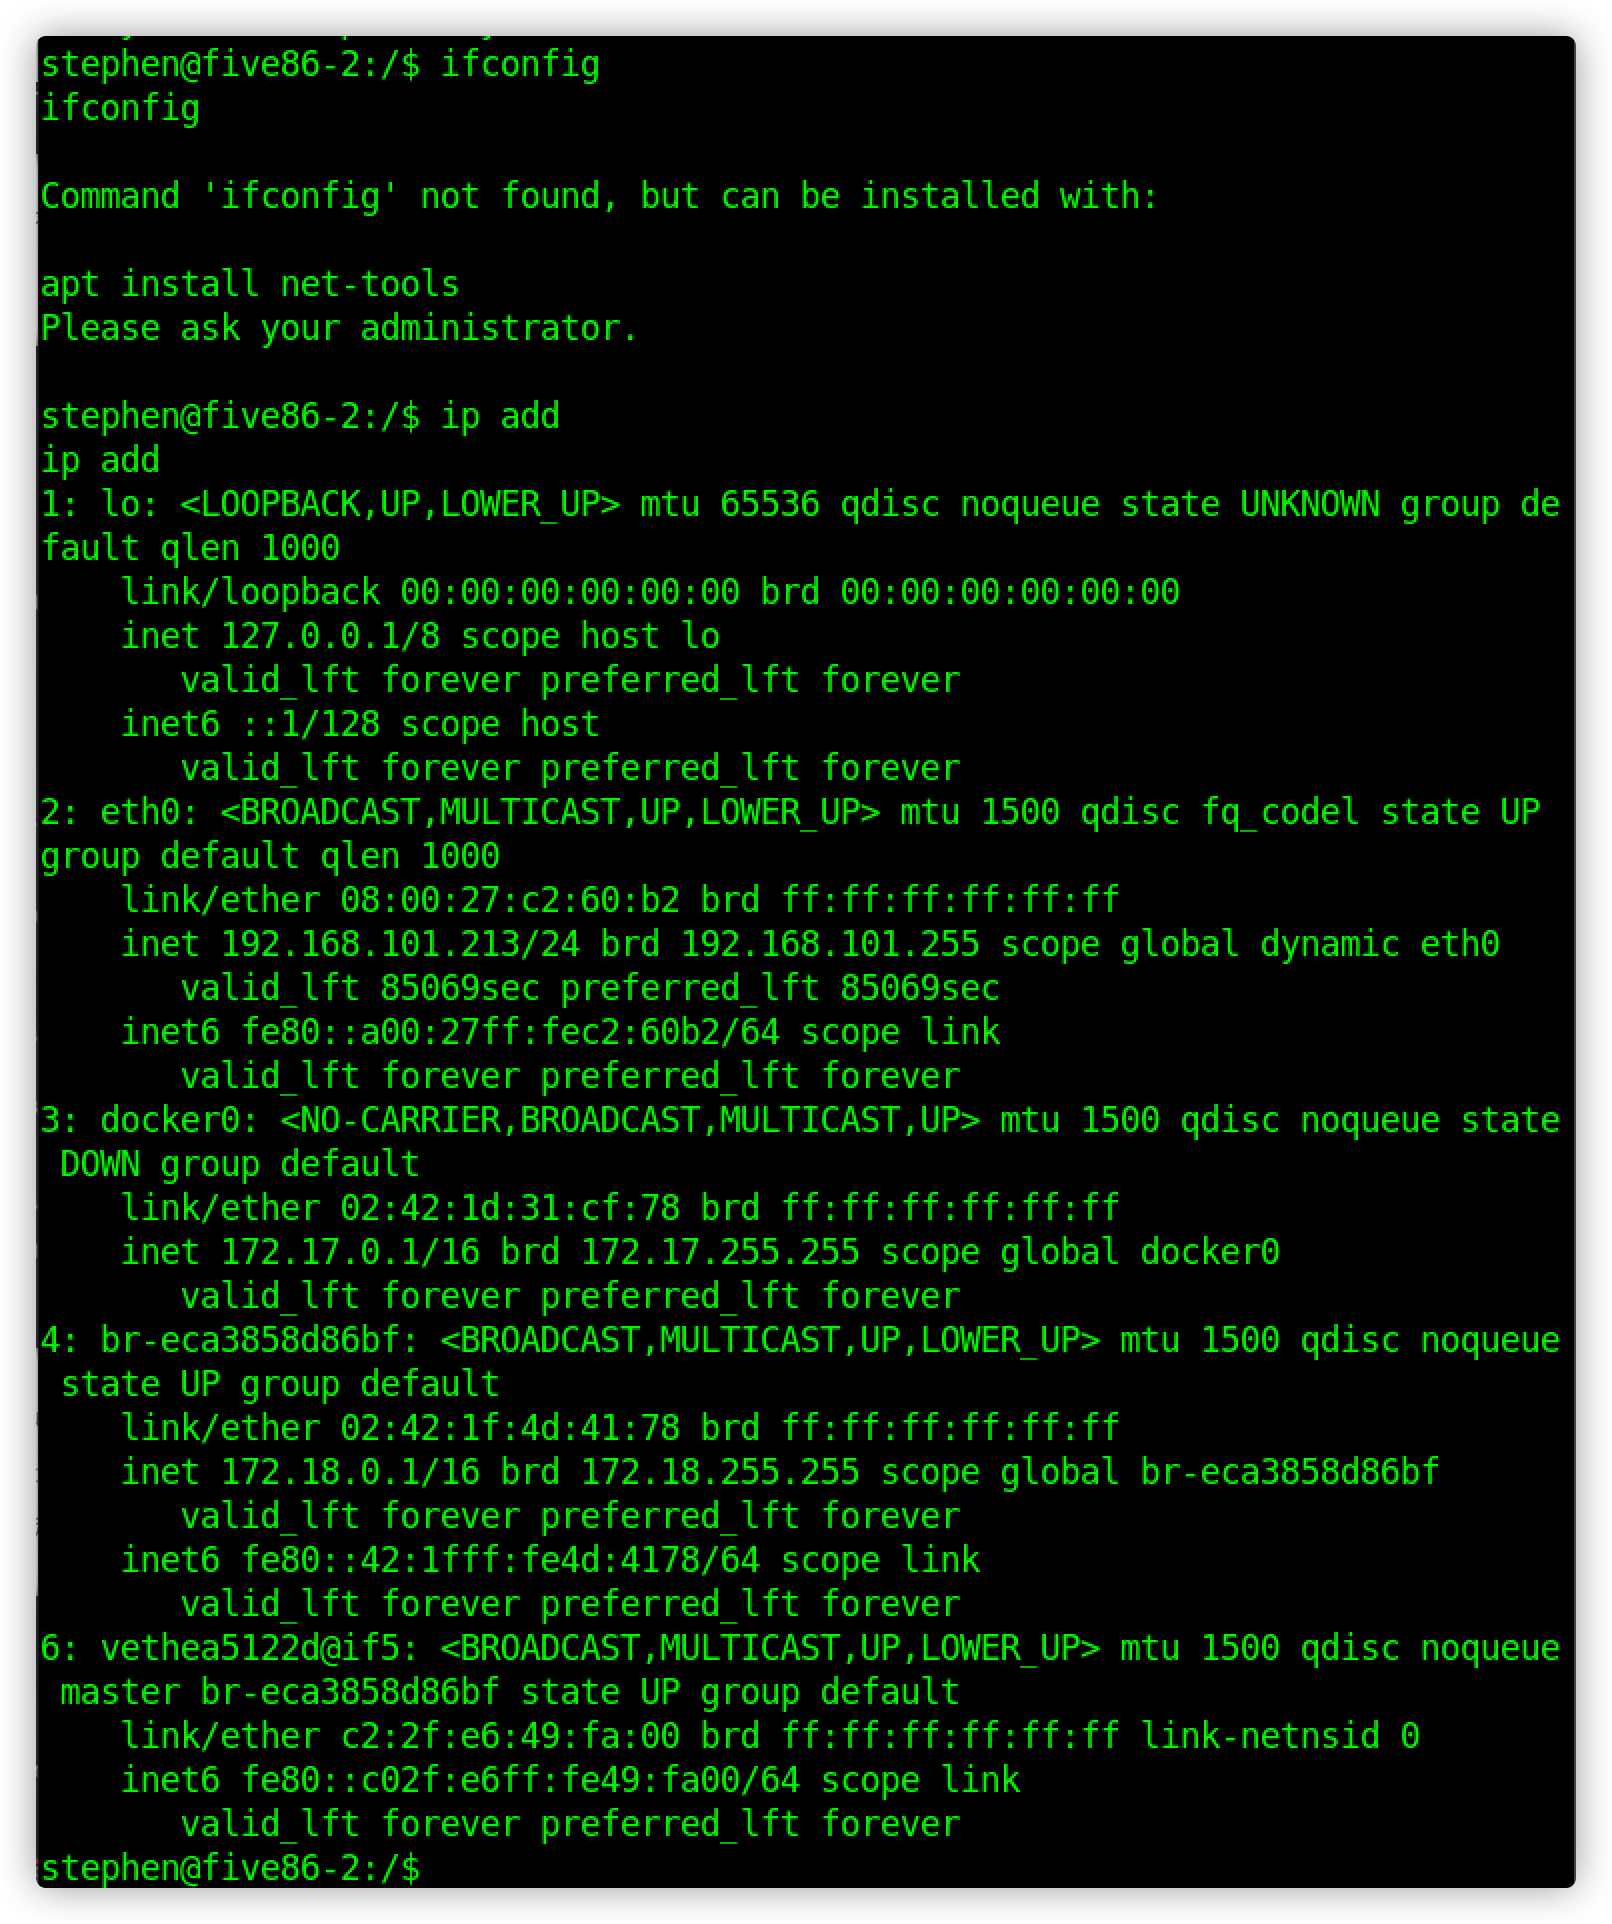 stephen@five86-2:/$ ifconfig
ifconfig

Command 'ifconfig' not found, but can be installed with:

apt install net-tools
Please ask your administrator.

stephen@five86-2:/$ ip add
ip add
1: lo: <LOOPBACK,UP,LOWER_UP> mtu 65536 qdisc noqueue state UNKNOWN group de
fault qlen 1000
    link/loopback 00:00:00:00:00:00 brd 00:00:00:00:00:00
    inet 127.0.0.1/8 scope host lo
       valid_lft forever preferred_lft forever
    inet6 ::1/128 scope host
       valid_lft forever preferred_lft forever
2: eth0: <BROADCAST,MULTICAST,UP,LOWER_UP> mtu 1500 qdisc fq_codel state UP
group default qlen 1000
    link/ether 08:00:27:c2:60:b2 brd ff:ff:ff:ff:ff:ff
    inet 192.168.101.213/24 brd 192.168.101.255 scope global dynamic eth0
       valid_lft 85069sec preferred_lft 85069sec
    inet6 fe80::a00:27ff:fec2:60b2/64 scope link
       valid_lft forever preferred_lft forever
3: docker0: <NO-CARRIER,BROADCAST,MULTICAST,UP> mtu 1500 qdisc noqueue state
 DOWN group default
    link/ether 02:42:1d:31:cf:78 brd ff:ff:ff:ff:ff:ff
    inet 172.17.0.1/16 brd 172.17.255.255 scope global docker0
       valid_lft forever preferred_lft forever
4: br-eca3858d86bf: <BROADCAST,MULTICAST,UP,LOWER_UP> mtu 1500 qdisc noqueue
 state UP group default
    link/ether 02:42:1f:4d:41:78 brd ff:ff:ff:ff:ff:ff
    inet 172.18.0.1/16 brd 172.18.255.255 scope global br-eca3858d86bf
       valid_lft forever preferred_lft forever
    inet6 fe80::42:1fff:fe4d:4178/64 scope link
       valid_lft forever preferred_lft forever
6: vethea5122d@if5: <BROADCAST,MULTICAST,UP,LOWER_UP> mtu 1500 qdisc noqueue
 master br-eca3858d86bf state UP group default
    link/ether c2:2f:e6:49:fa:00 brd ff:ff:ff:ff:ff:ff link-netnsid 0
    inet6 fe80::c02f:e6ff:fe49:fa00/64 scope link
       valid_lft forever preferred_lft forever
stephen@five86-2:/$